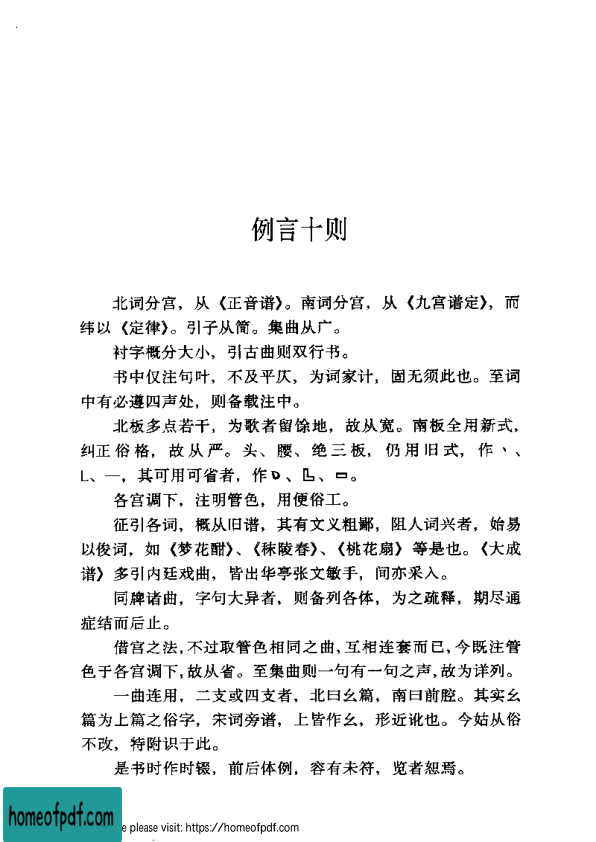 例言十则
北词分宫，从《正音谱》。南词分宫，从《九宫谱定》，而
纬以《定律》。引子从简。集曲从广。
衬字概分大小，引古曲则双行书。
书中仅注句叶，不及平仄，为词家计，固无须此也。至词
中有必遵四声处，则备载注中。
北板多点若干，为歌者留馀地，故从宽。南板全用新式，
纠正俗格，故从严。头、腰、绝三板，仍用旧式，作丶、
L、—，其可用可省者，作、、。
各宫调下，注明管色，用便俗工。
征引各词，概从旧谱，其有文义粗鄙，阻人词兴者，始易
以俊词，如《梦花酣》、《秣陵春》、《桃花扇》等是也。《大成
谱》多引内廷戏曲，皆出华亭张文敏手，间亦采入。
同牌诸曲，字句大异者，则备列各体，为之疏释，期尽通
症结而后止。
借宫之法，不过取管色相同之曲，互相连套而已，今既注管
色于各宫调下，故从省。至集曲则一句有一句之声，故为详列。
一曲连用，二支或四支者，北曰幺篇，南曰前腔。其实幺
篇为上篇之俗字，宋词旁谱，上皆作幺，形近讹也。今姑从俗
不改，特附识于此。
是书时作时辍，前后体例，容有未符，览者恕焉。
homeofpdf.com
e please visit: https://homeofpdf.com